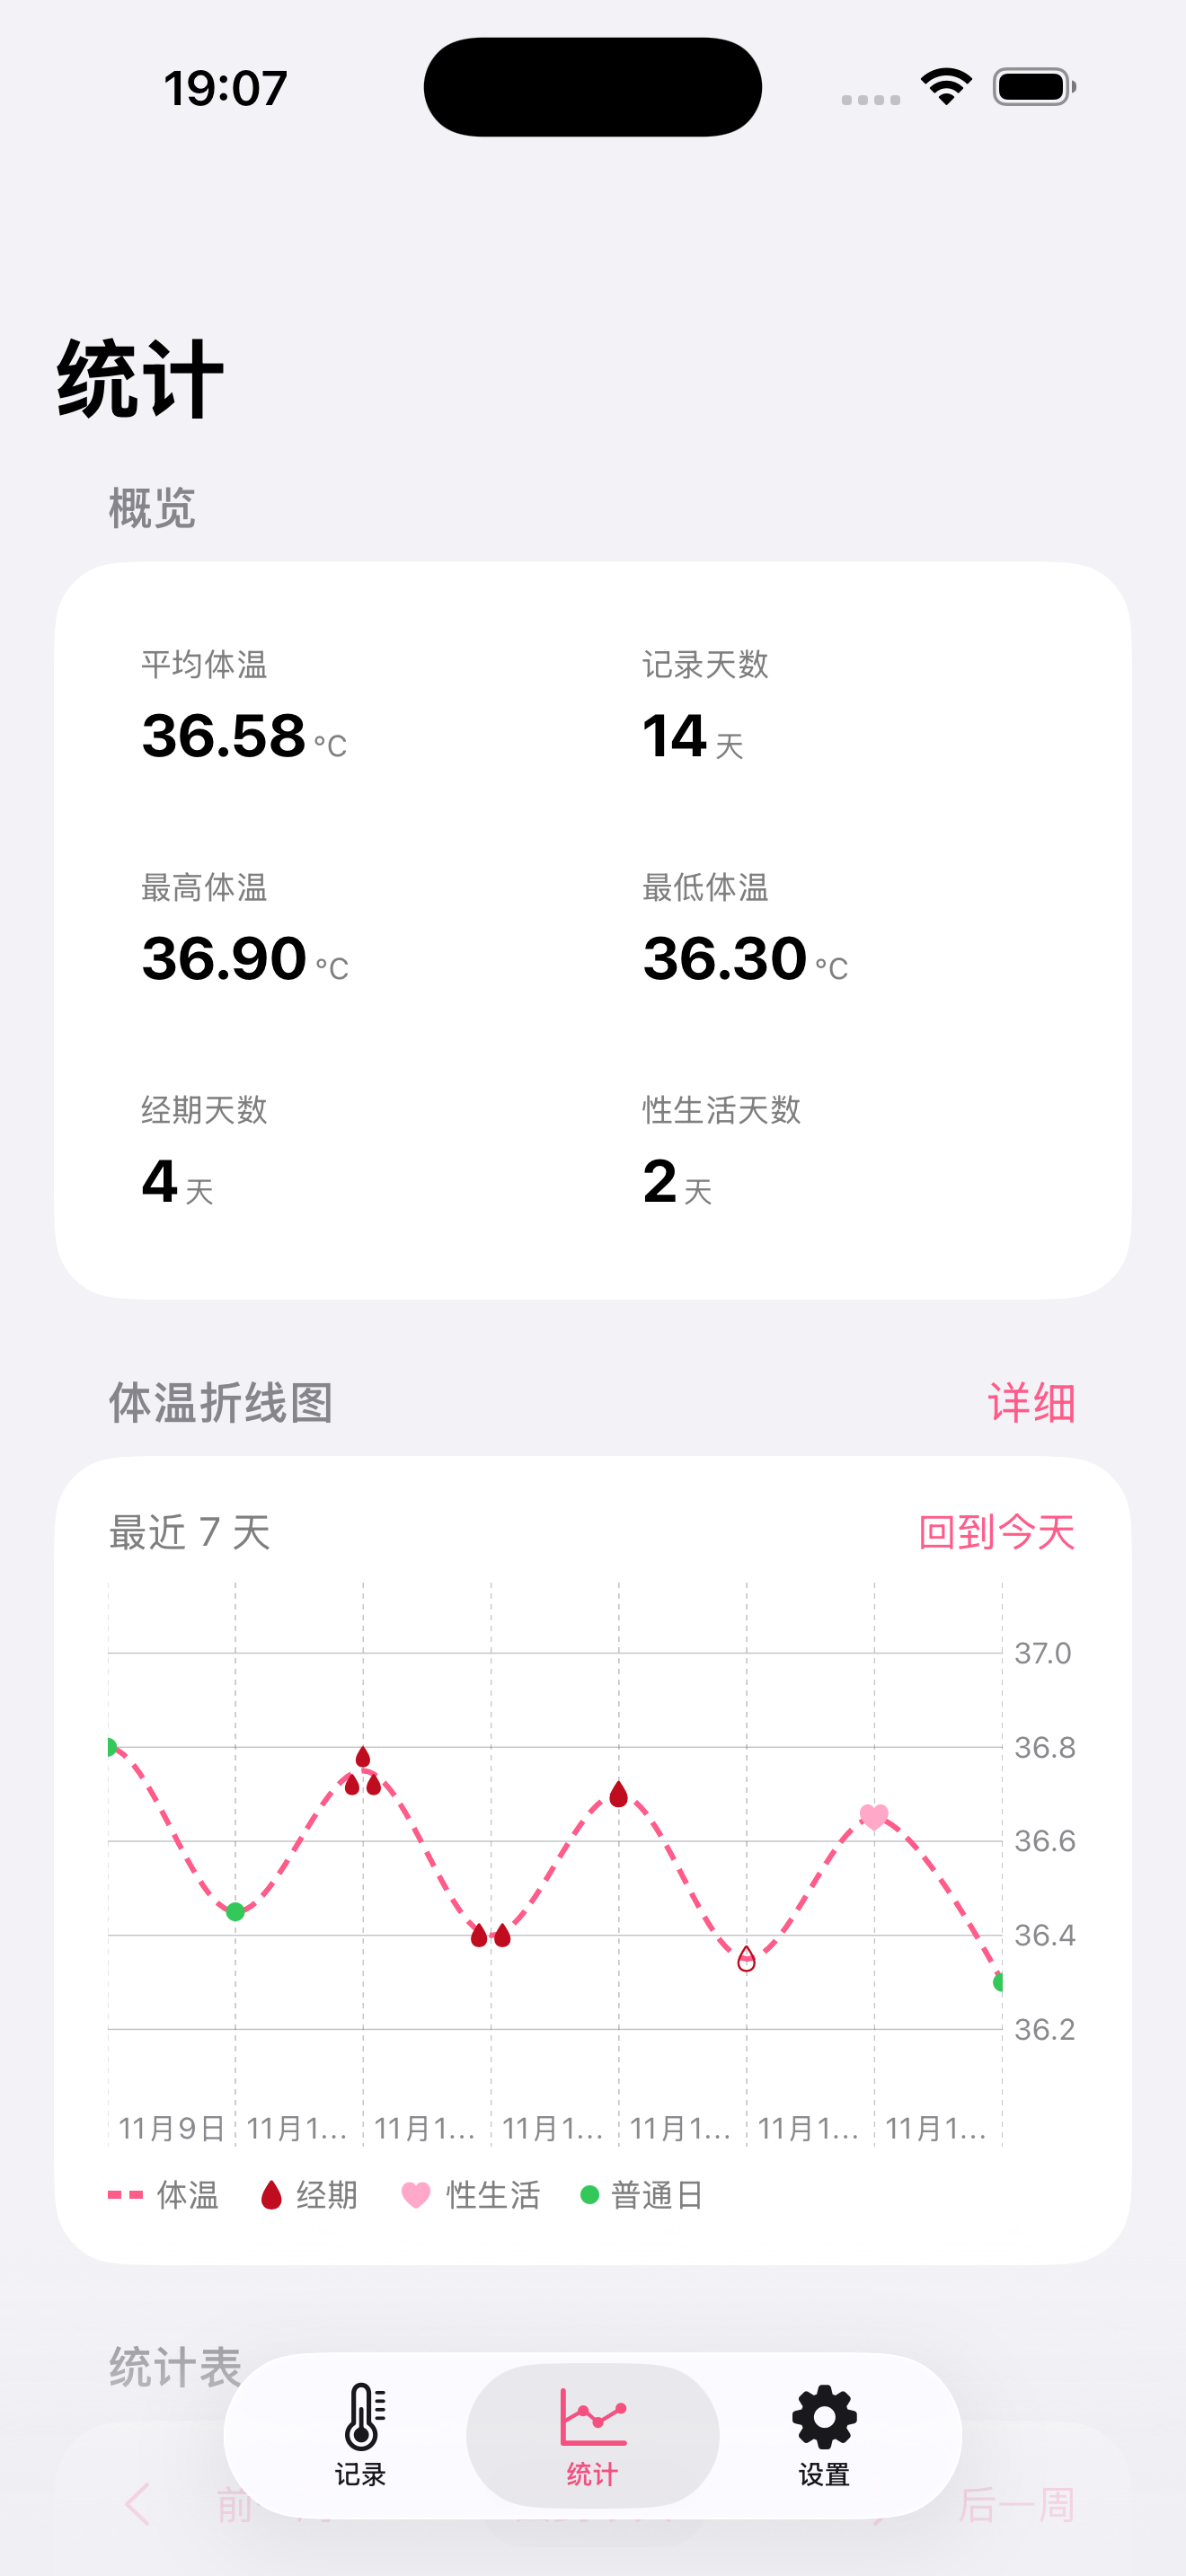 19:07
统计
概览
平均体温 记录天数
36.58 °C 14 天
最高体温 最低体温
36.90 °C 36.30 °C
经期天数 性生活天数
4 天 2 天
体温折线图 详细
最近 7 天 回到今天
37.0
36.8
36.6
36.4
36.2
11月9日 11月1... 11月1... 11月1... 11月1... 11月1... 11月1...
体温 经期 性生活 普通日
统计表
前 后一周
记录 统计 设置